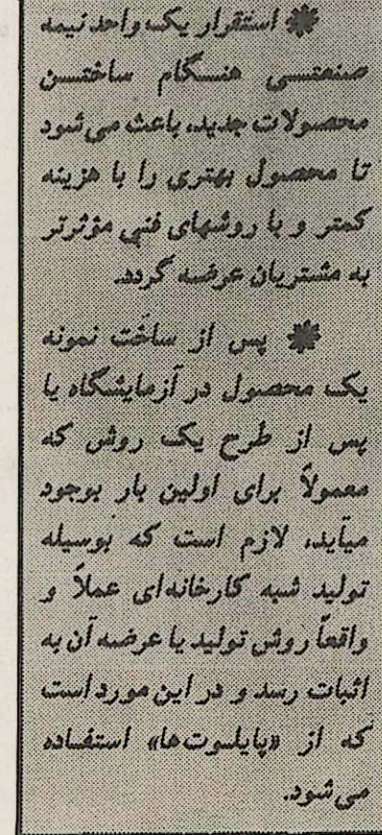 ❋ استقرار یک واحد نیمه
صنعتی هنگام ساختن
محصولات جدید، باعث می‌شود
تا محصول بهتری را با هزینه
کمتر و با روشهای فنی مؤثرتر
به مشتریان عرضه گردد.
❋ پس از ساخت نمونه
یک محصول در آزمایشگاه یا
پس از طرح یک روش که
معمولاً برای اولین بار بوجود
میآید، لازم است که بوسیله
تولید شبه کارخانه‌ای عملاً و
واقعاً روش تولید یا عرضه آن به
اثبات رسد و در این مورد است
که از «پایلوت‌ها» استفاده
می‌شود.